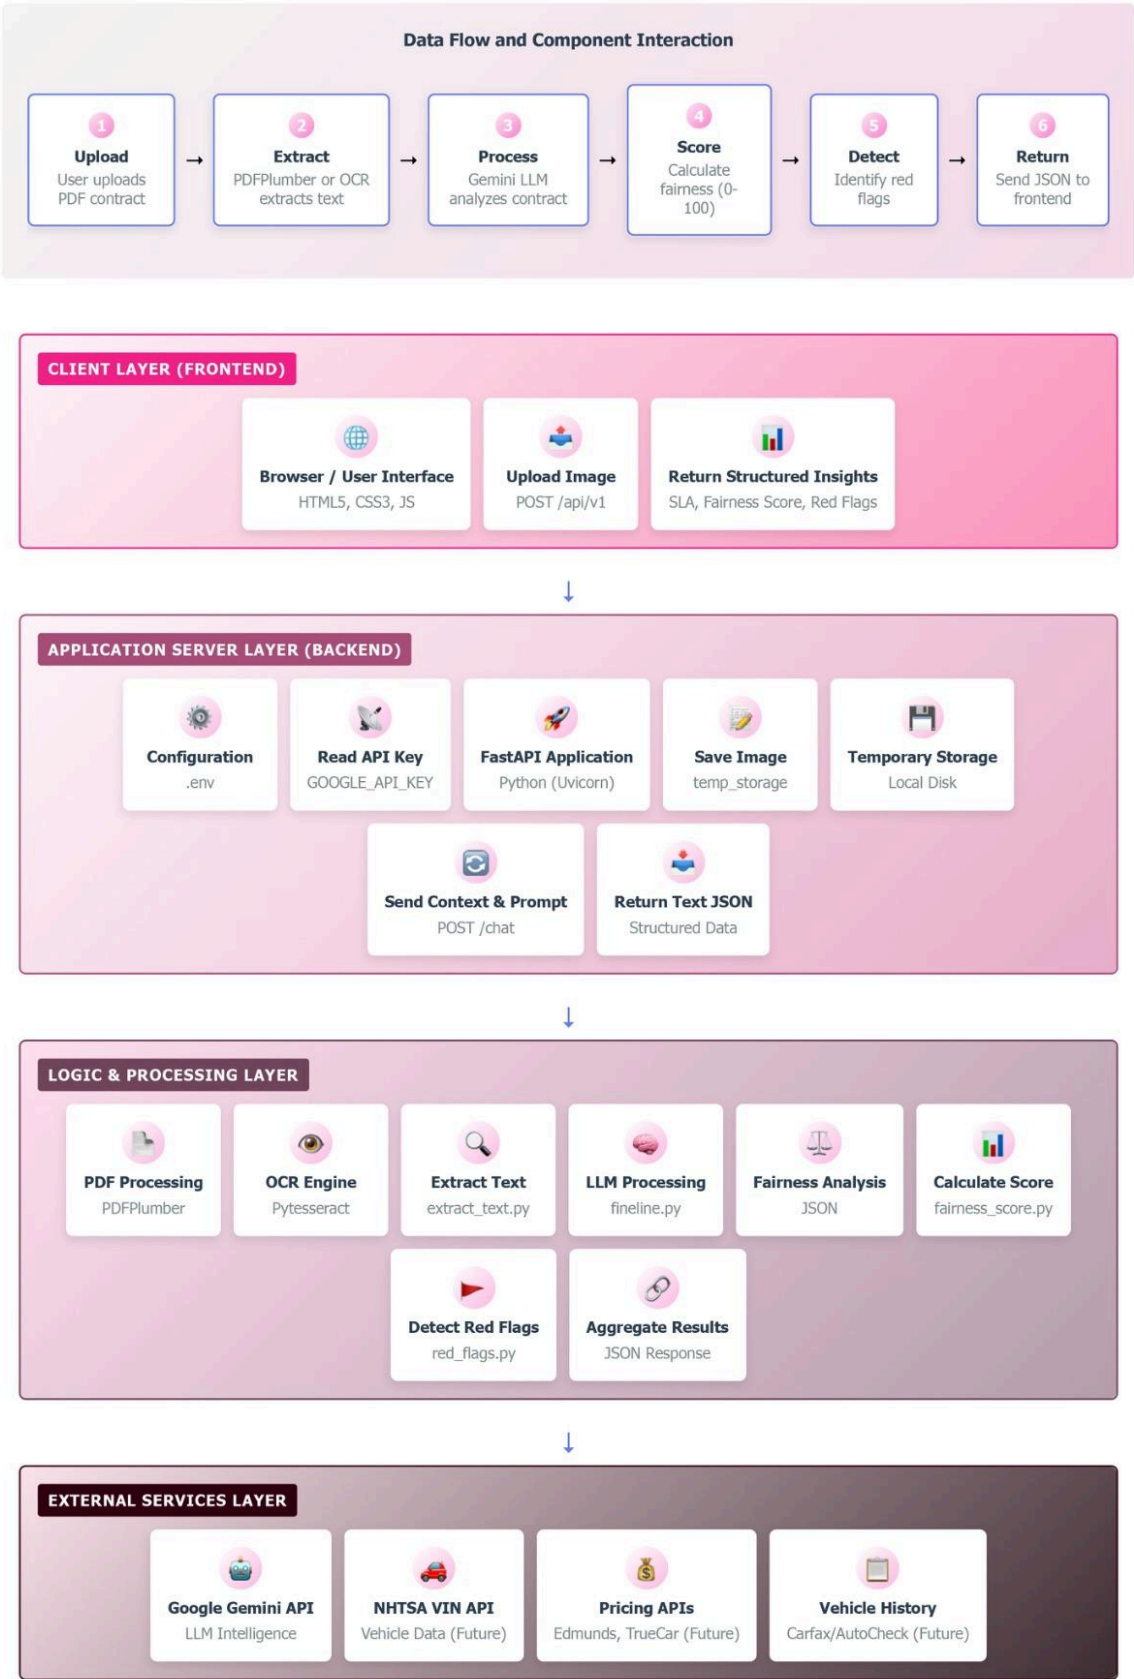 Data Flow and Component Interaction
1
Upload
User uploads
PDF contract
→
2
Extract
PDFPlumber or OCR
extracts text
→
3
Process
Gemini LLM
analyzes contract
→
4
Score
Calculate
fairness (0-
100)
→
5
Detect
Identify red
flags
→
6
Return
Send JSON to
frontend
CLIENT LAYER (FRONTEND)
Browser / User Interface
HTML5, CSS3, JS
Upload Image
POST /api/v1
Return Structured Insights
SLA, Fairness Score, Red Flags
↓
APPLICATION SERVER LAYER (BACKEND)
Configuration
.env
Read API Key
GOOGLE_API_KEY
FastAPI Application
Python (Uvicorn)
Save Image
temp_storage
Temporary Storage
Local Disk
Send Context & Prompt
POST /chat
Return Text JSON
Structured Data
↓
LOGIC & PROCESSING LAYER
PDF Processing
PDFPlumber
OCR Engine
Pytesseract
Extract Text
extract_text.py
LLM Processing
fineline.py
Fairness Analysis
JSON
Calculate Score
fairness_score.py
Detect Red Flags
red_flags.py
Aggregate Results
JSON Response
↓
EXTERNAL SERVICES LAYER
Google Gemini API
LLM Intelligence
NHTSA VIN API
Vehicle Data (Future)
Pricing APIs
Edmunds, TrueCar (Future)
Vehicle History
Carfax/AutoCheck (Future)